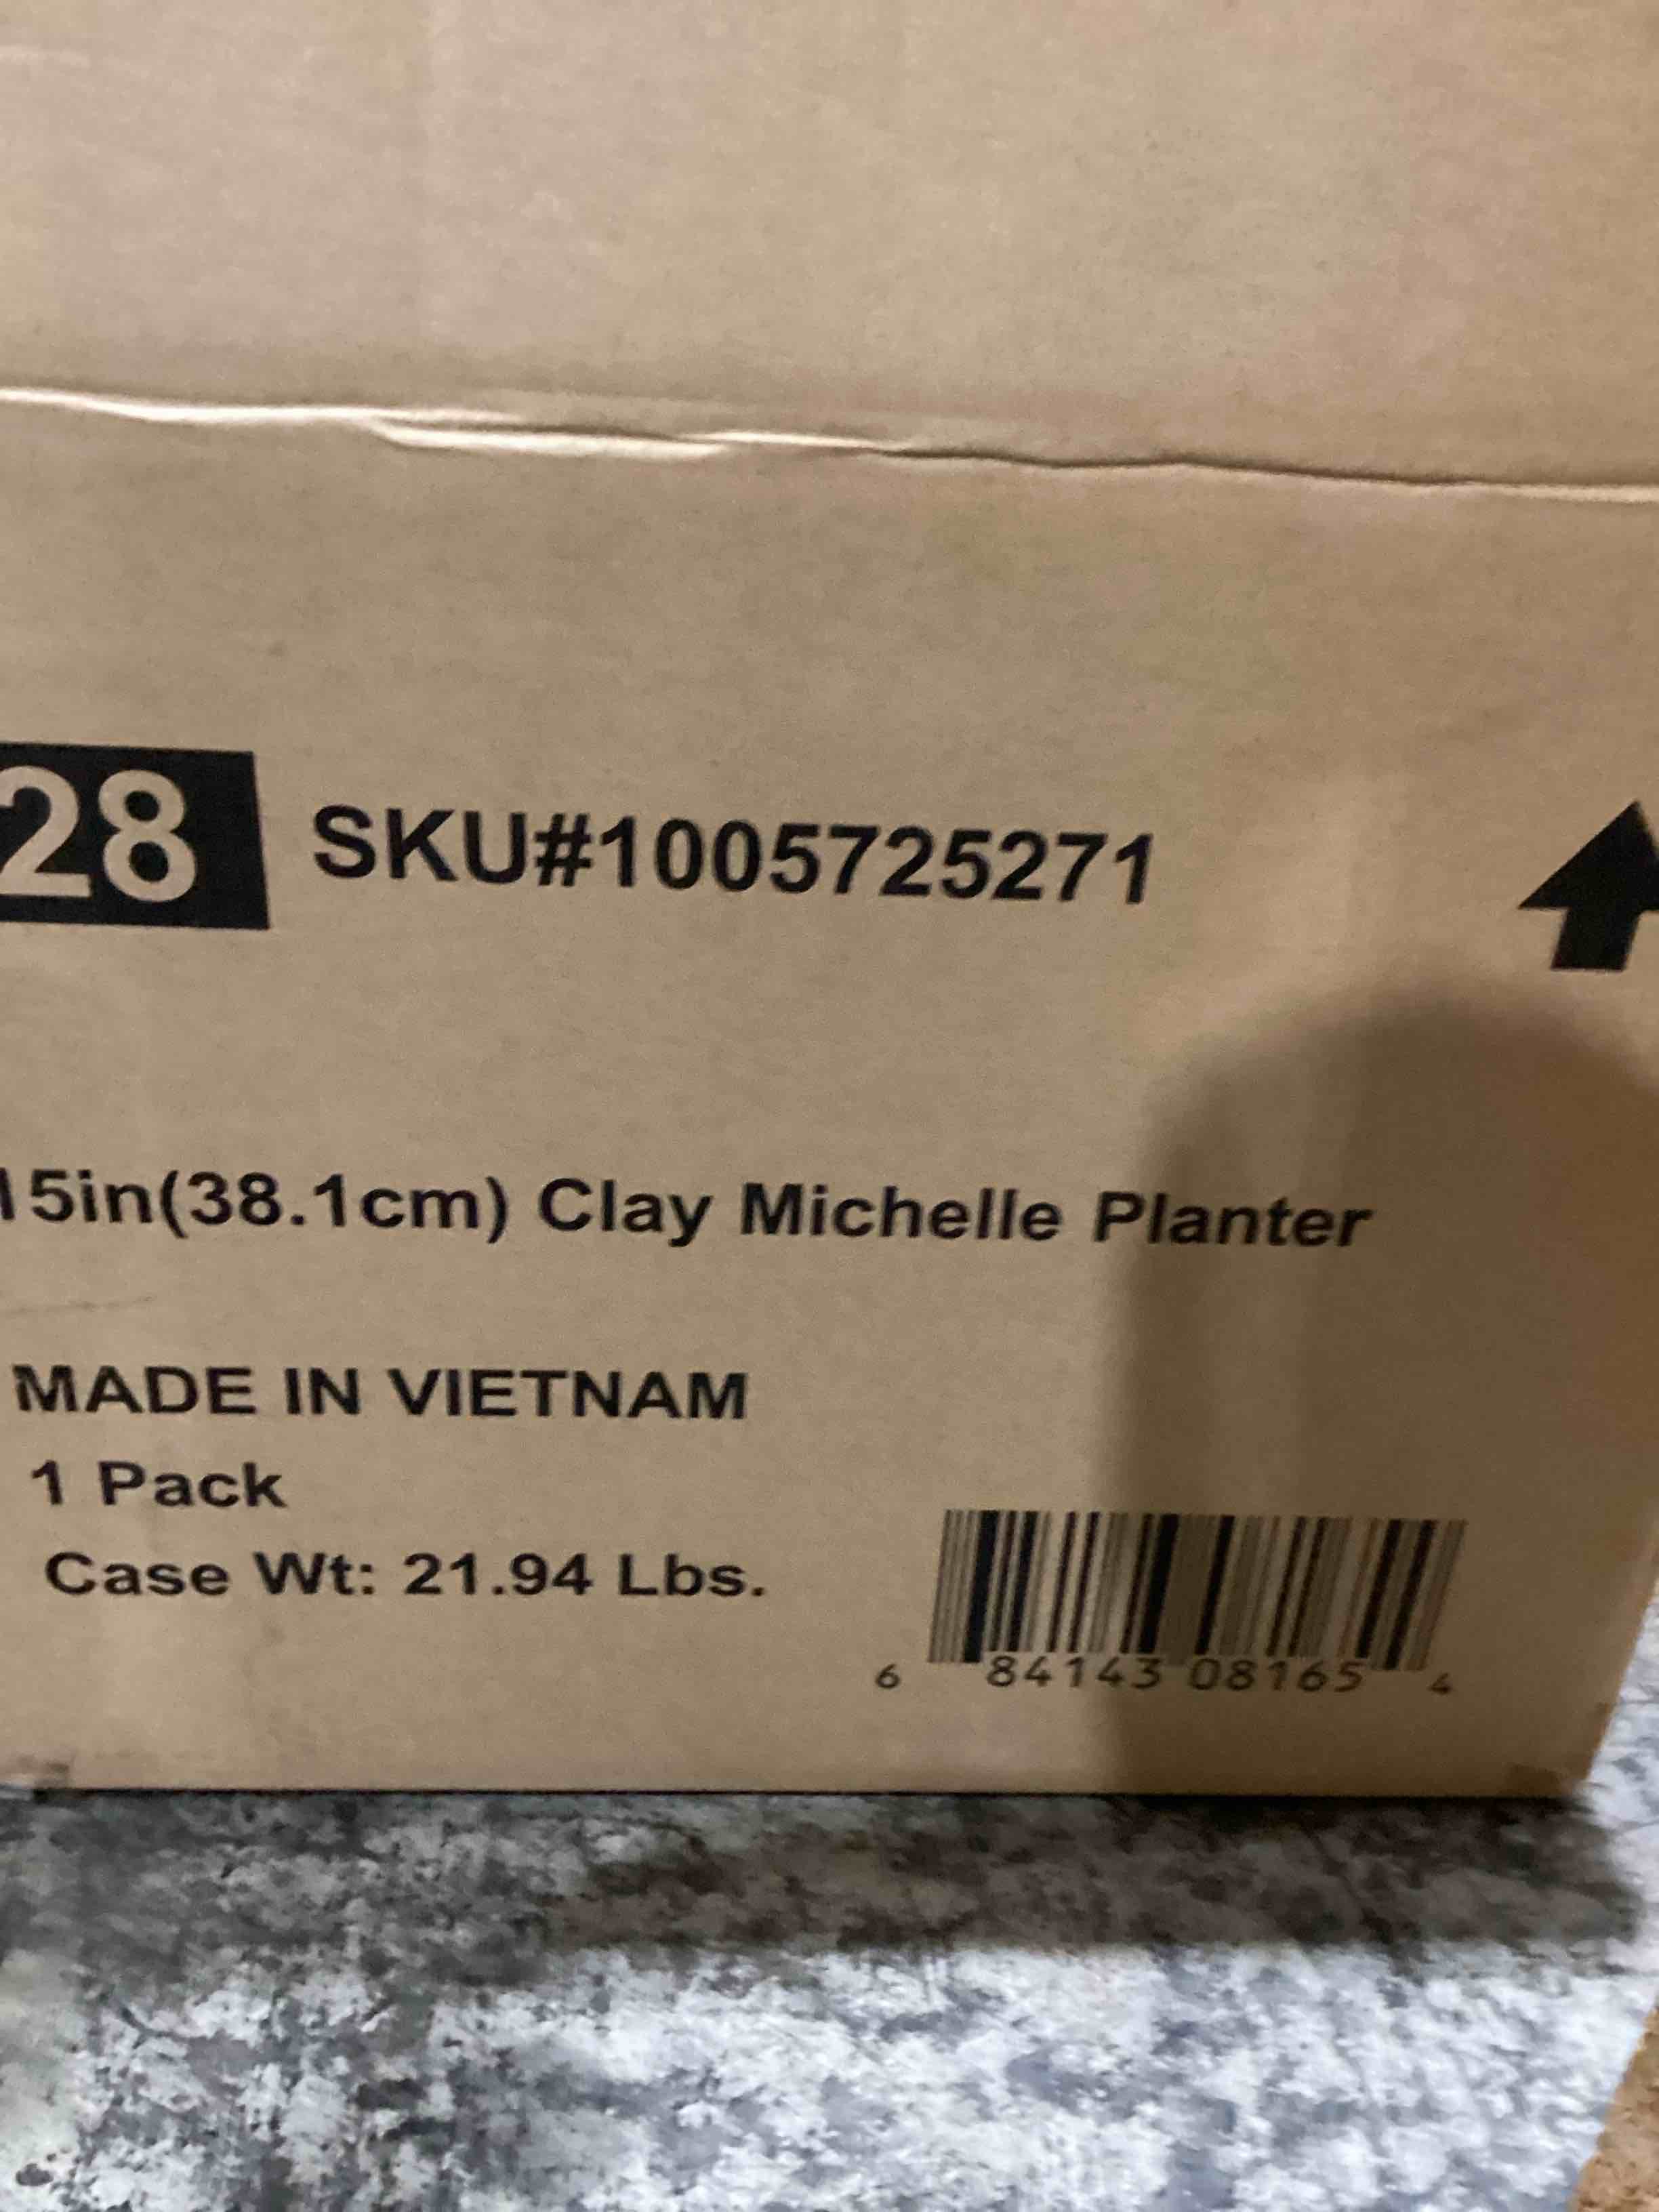 28 SKU#1005725271
15in(38.1cm) Clay Michelle Planter
MADE IN VIETNAM
1 Pack
Case Wt: 21.94 Lbs.
6 84143 08165 4